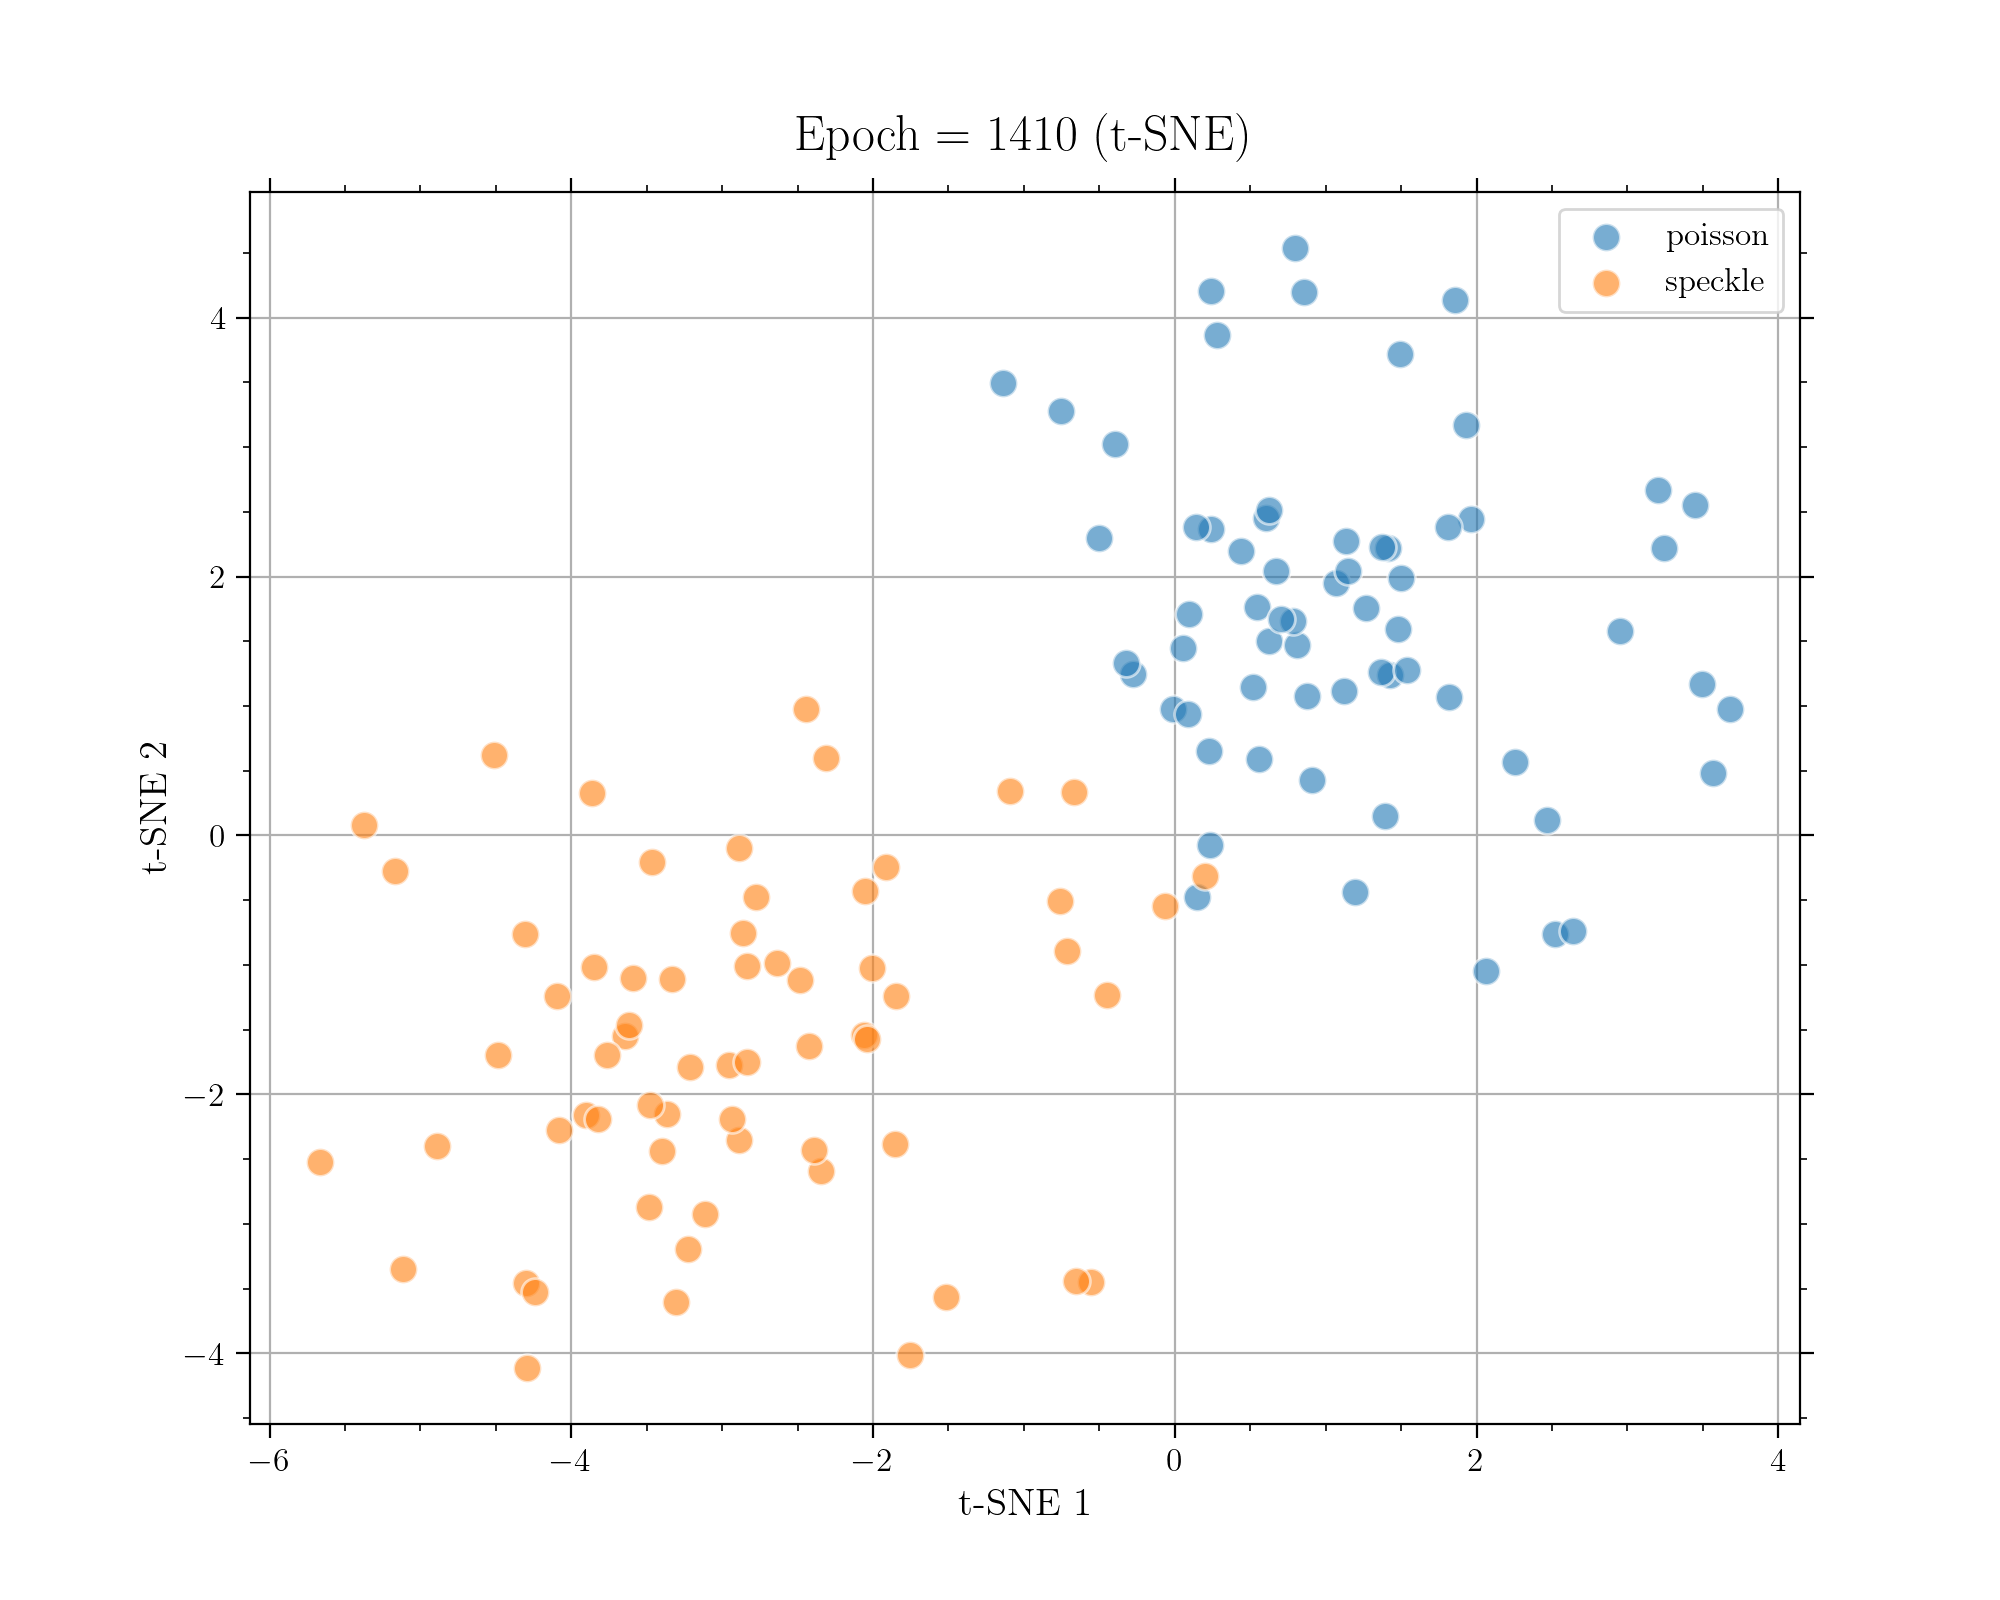 Epoch = 1410 (t-SNE)
poisson
speckle
4
2
0
−2
−4
t-SNE 2
−6 −4 −2 0 2 4
t-SNE 1